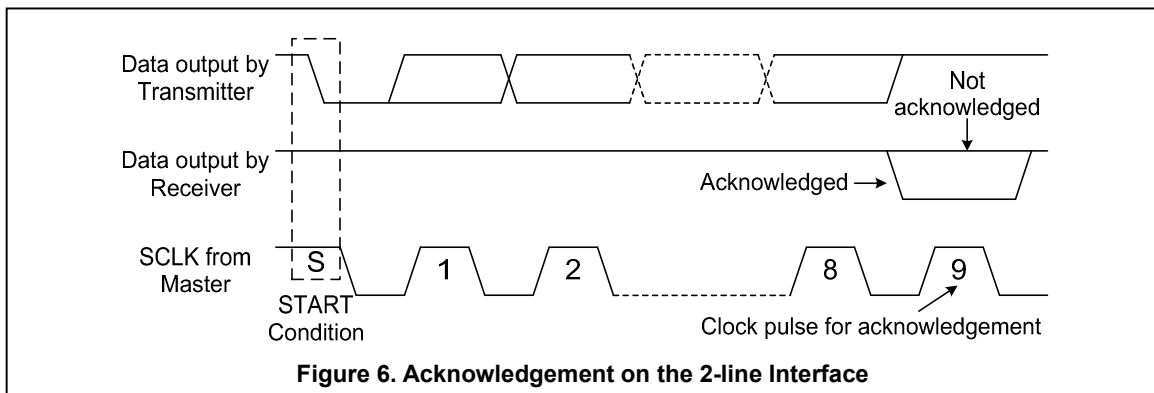 Data output by
Transmitter
Not
acknowledged
Data output by
Receiver
Acknowledged
SCLK from
Master
S
1
2
8
9
START
Condition
Clock pulse for acknowledgement
Figure 6. Acknowledgement on the 2-line Interface